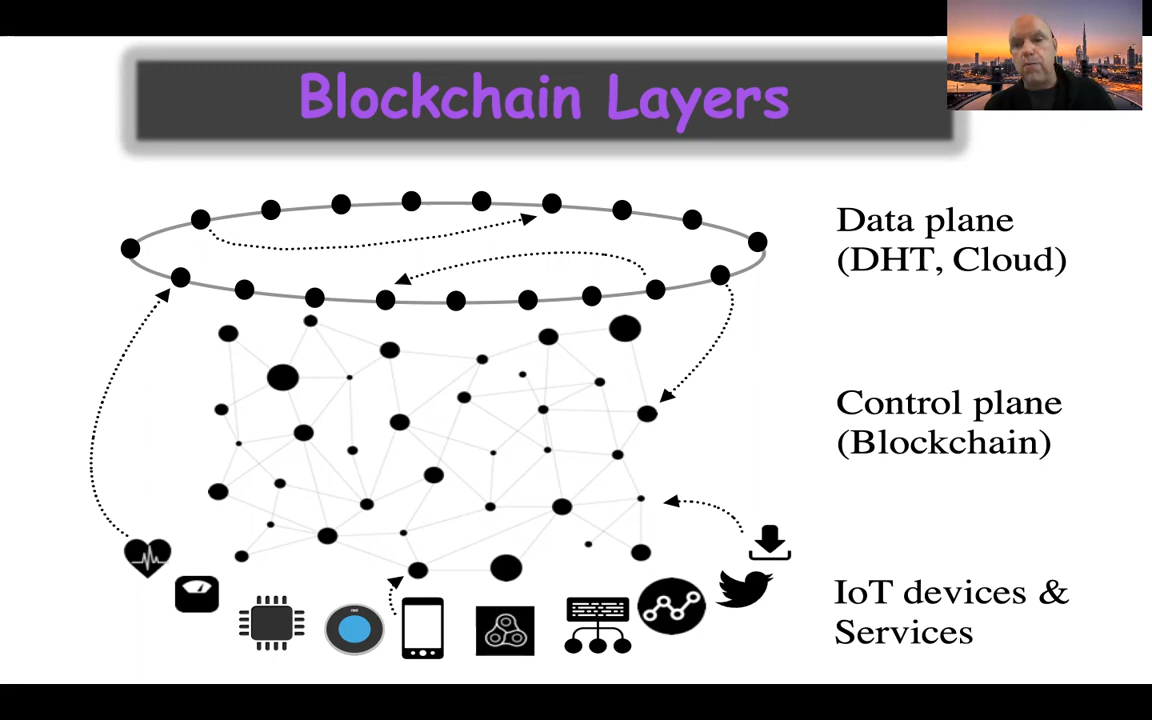 Blockchain Layers
Data plane
(DHT, Cloud)
Control plane
(Blockchain)
IoT devices &
Services